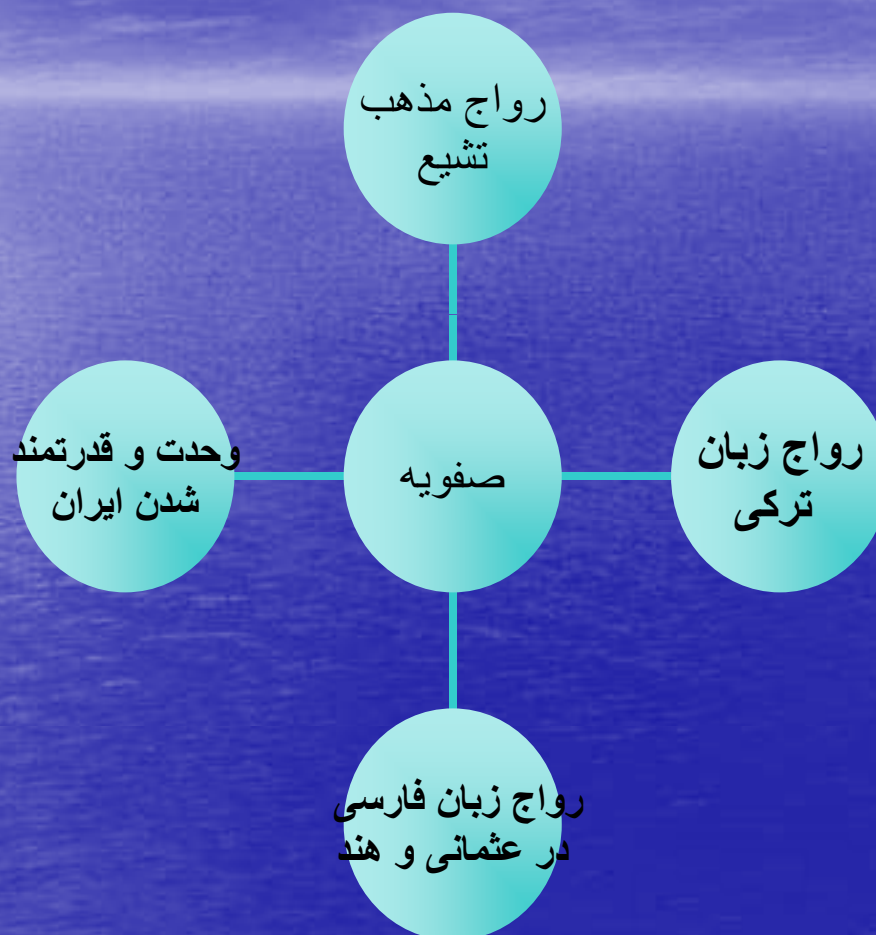 رواج مذهب
تشیع
رواج زبان
ترکی
صفویه
وحدت و قدرتمند
شدن ایران
رواج زبان فارسی
در عثمانی و هند